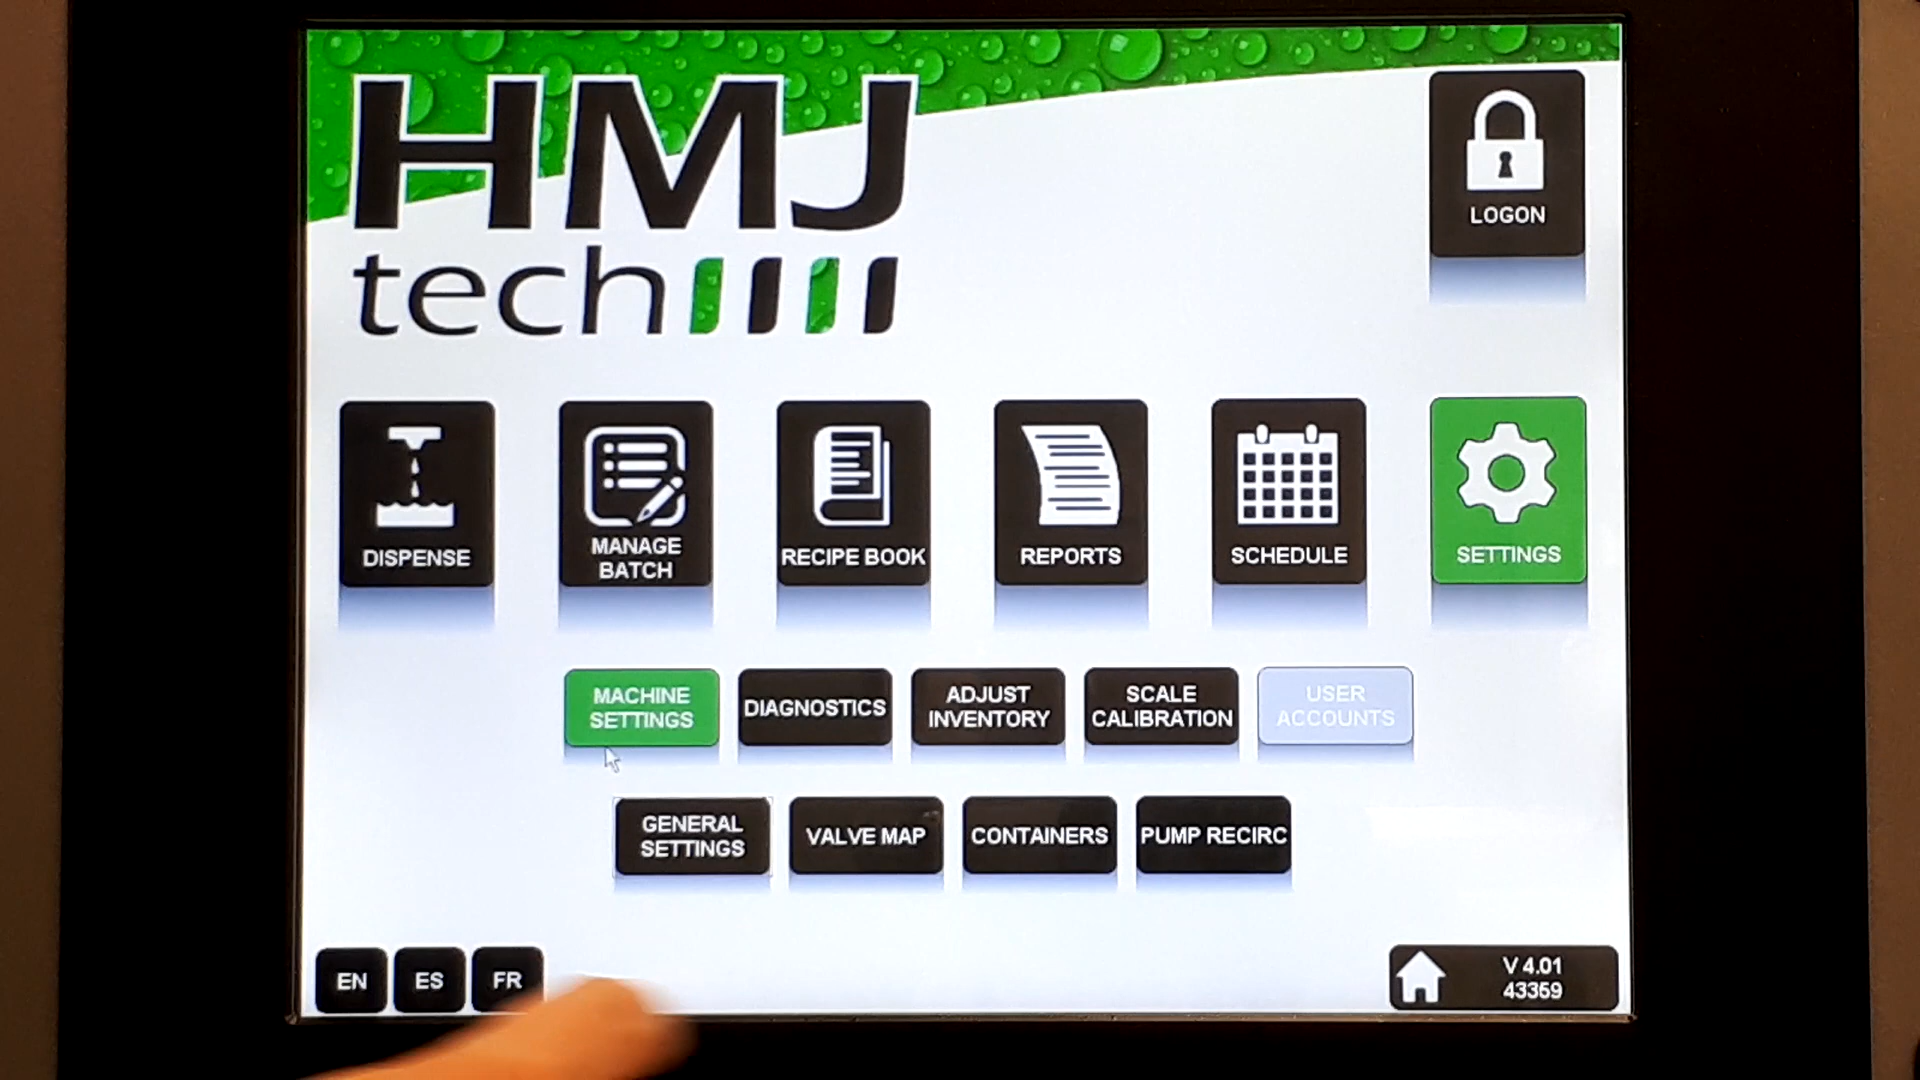 HMJ
tech
LOGON
DISPENSE
MANAGE
BATCH
RECIPE BOOK
REPORTS
SCHEDULE
SETTINGS
MACHINE
SETTINGS
DIAGNOSTICS
ADJUST
INVENTORY
SCALE
CALIBRATION
USER
ACCOUNTS
GENERAL
SETTINGS
VALVE MAP
CONTAINERS
PUMP RECIRC
EN
ES
FR
V 4.01
43359